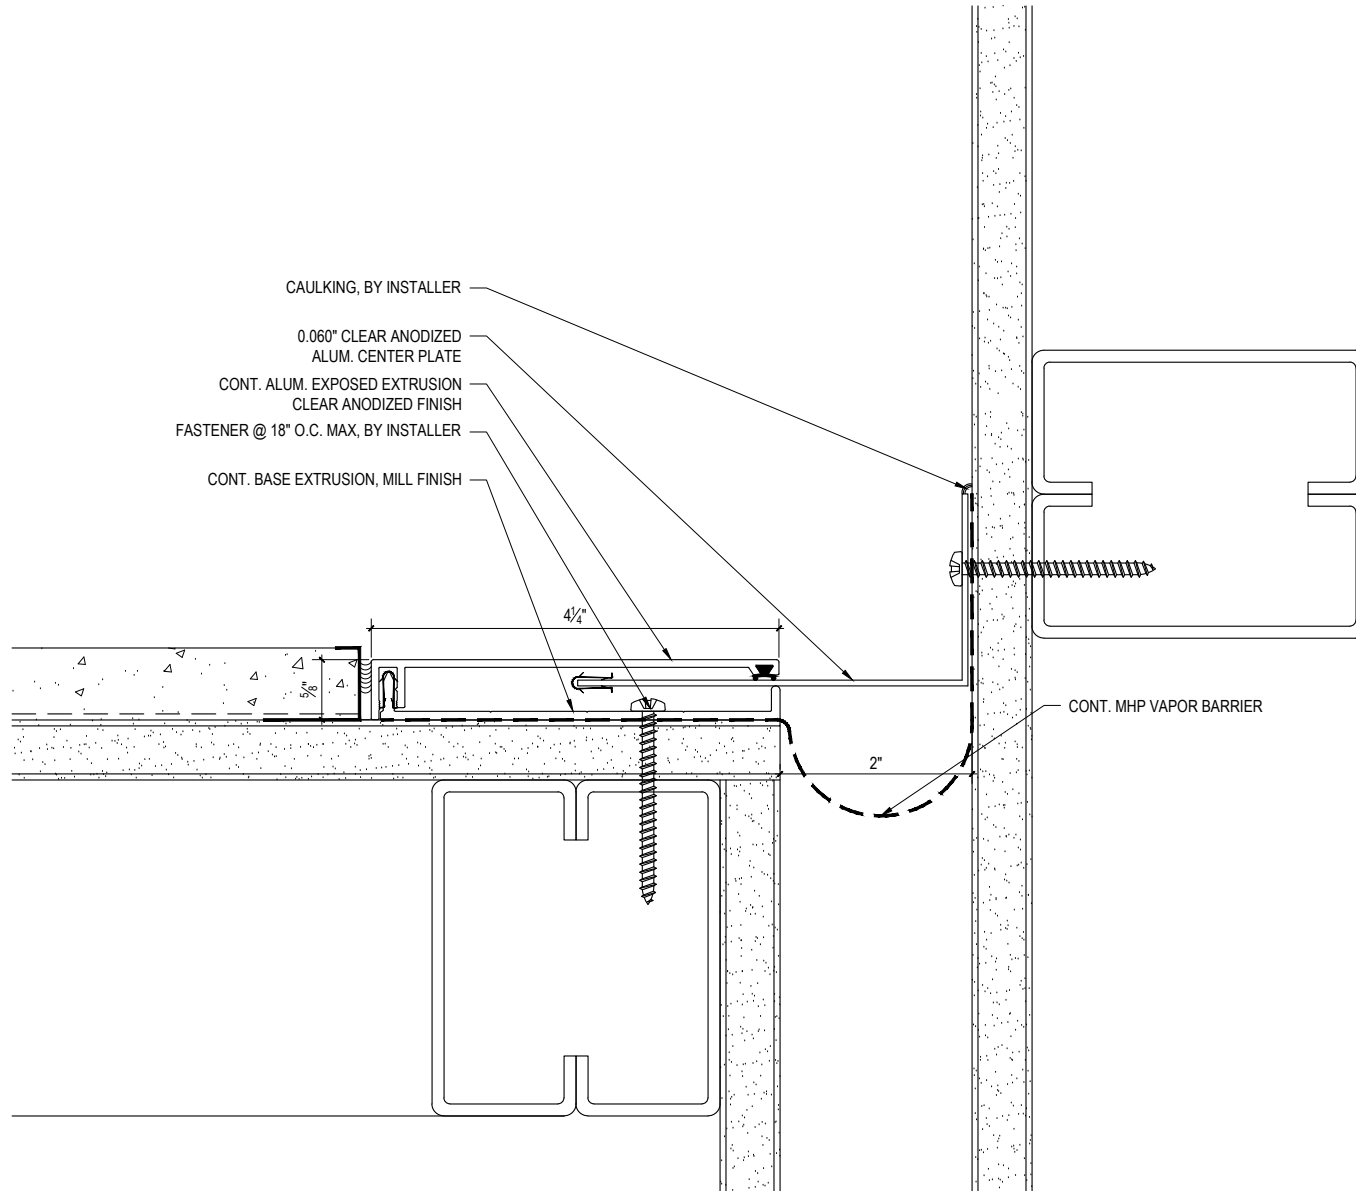 CAULKING, BY INSTALLER
0.060" CLEAR ANODIZED
ALUM. CENTER PLATE
CONT. ALUM. EXPOSED EXTRUSION
CLEAR ANODIZED FINISH
FASTENER @ 18" O.C. MAX, BY INSTALLER
CONT. BASE EXTRUSION, MILL FINISH
4¼"
⅝"
CONT. MHP VAPOR BARRIER
2"